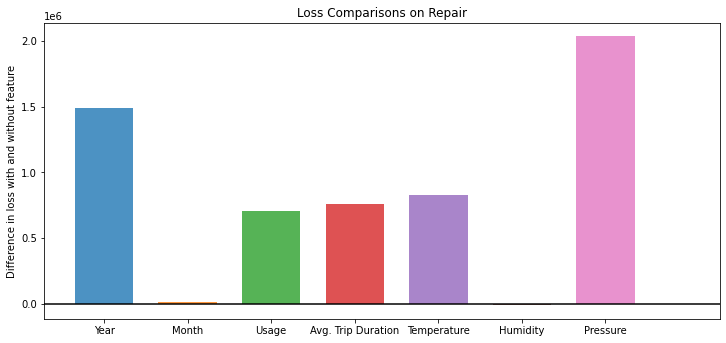 Loss Comparisons on Repair
1e6
Difference in loss with and without feature
2.0
1.5
1.0
0.5
0.0
Year Month Usage Avg. Trip Duration Temperature Humidity Pressure